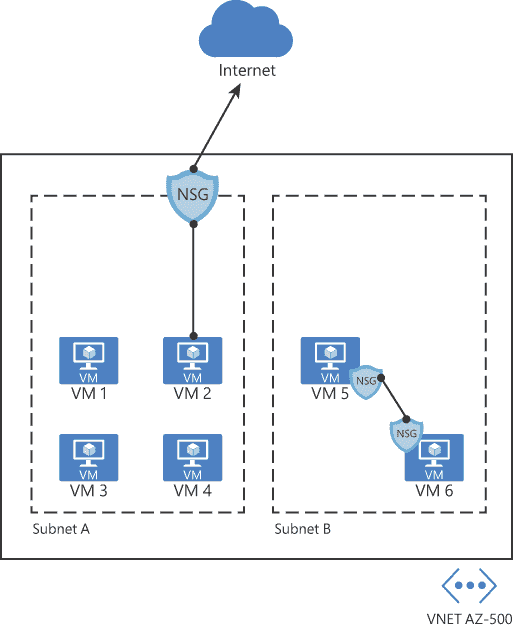 Internet
NSG
VM
VM 1
VM
VM 2
VM
VM 5
NSG
VM
VM 3
VM
VM 4
NSG
VM
VM 6
Subnet A
Subnet B
VNET AZ-500